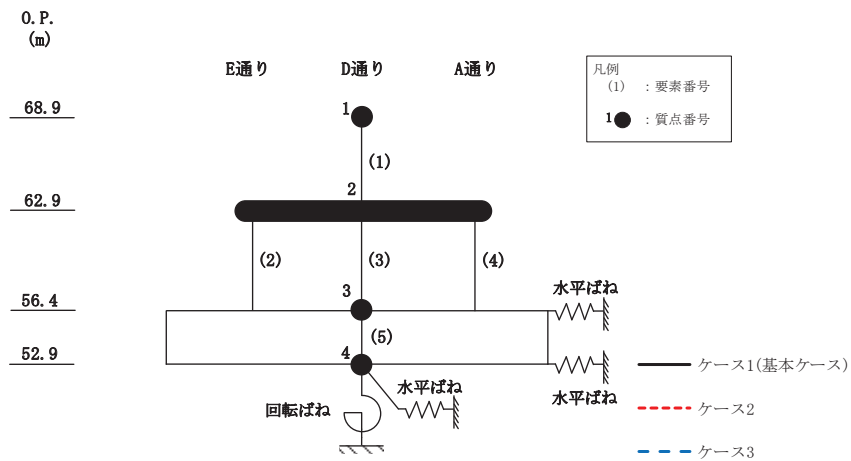 O.P.
(m)
E通り
D通り
A通り
凡例
(1) : 要素番号
1 : 質点番号
68.9
1
(1)
2
62.9
(2)
(3)
(4)
3
水平ばね
56.4
(5)
52.9
4
水平ばね
水平ばね
回転ばね
ケース1(基本ケース)
ケース2
ケース3